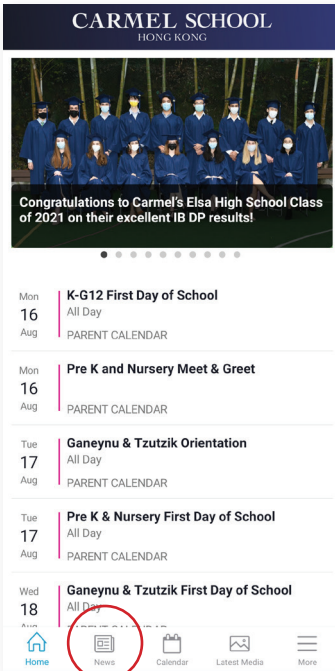 CARMEL SCHOOL
HONG KONG
Congratulations to Carmel's Elsa High School Class
of 2021 on their excellent IB DP results!
Mon
16
Aug
K-G12 First Day of School
All Day
PARENT CALENDAR
Mon
16
Aug
Pre K and Nursery Meet & Greet
PARENT CALENDAR
Tue
17
Aug
Ganeynu & Tzutzik Orientation
All Day
PARENT CALENDAR
Tue
17
Aug
Pre K & Nursery First Day of School
All Day
PARENT CALENDAR
Wed
18
Aug
Ganeynu & Tzutzik First Day of School
All Day
PARENT CALENDAR
Home
News
Calendar
Latest Media
More